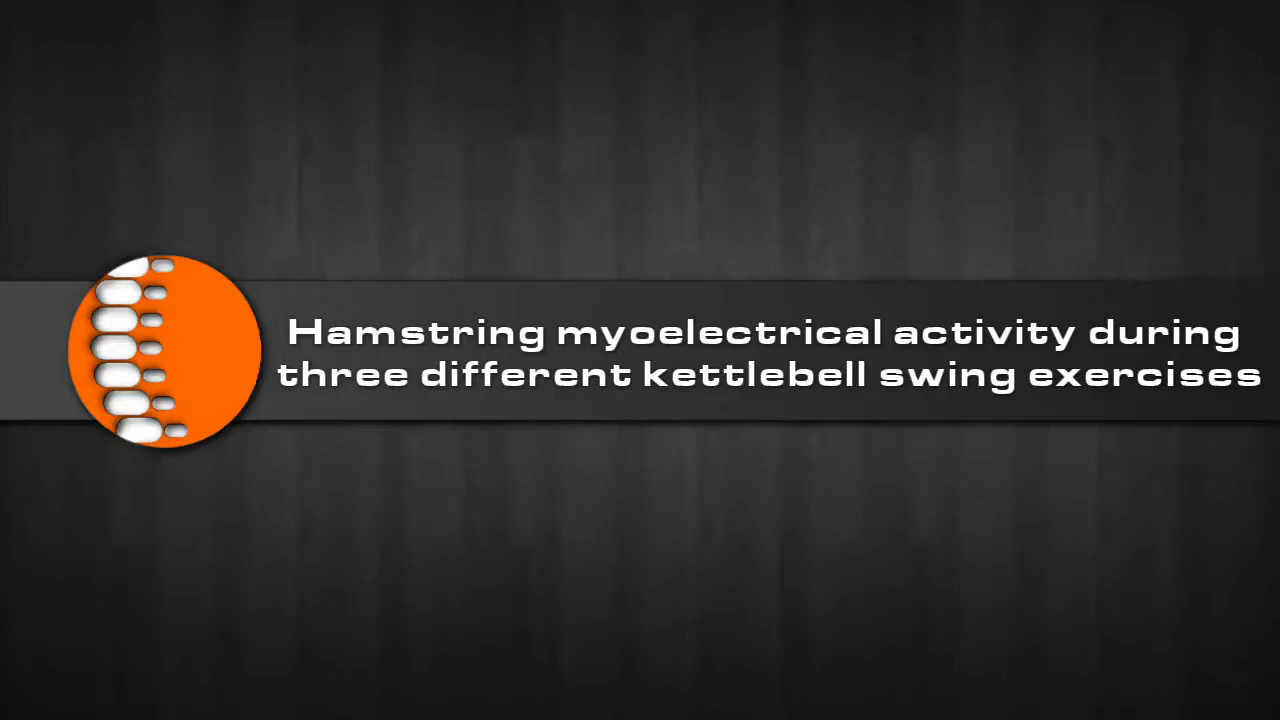 Hamstring myoelectrical activity during
three different kettlebell swing exercises